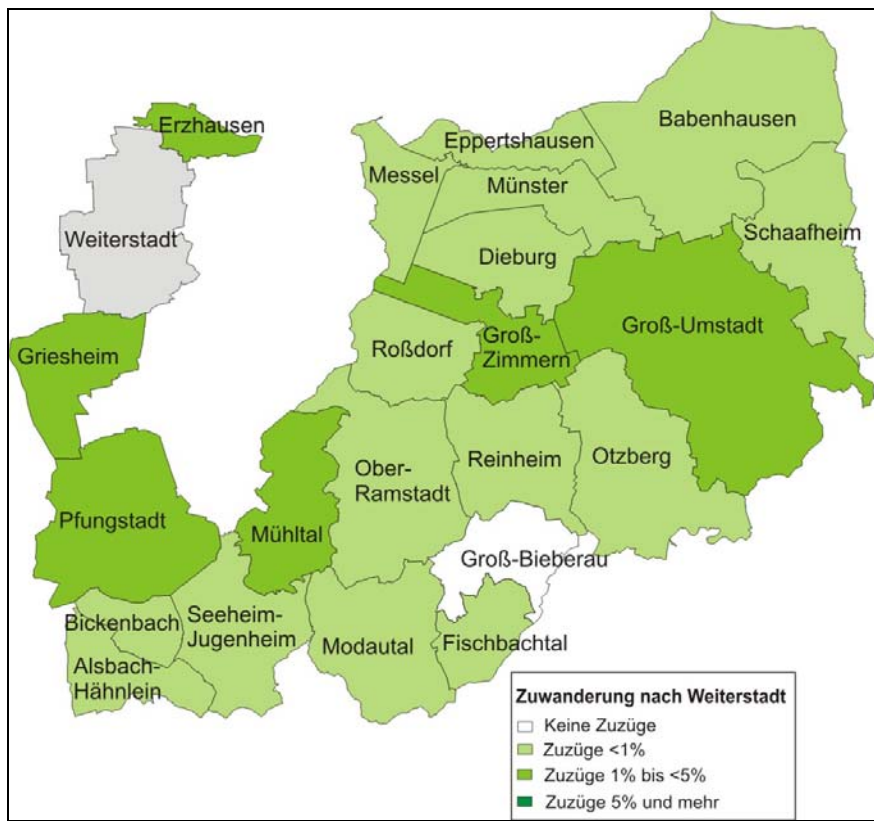 Erzhausen
Babenhausen
Eppertshausen
Messel
Münster
Weiterstadt
Schaafheim
Dieburg
Groß-Umstadt
Griesheim
Roßdorf
Groß-
Zimmern
Ober-
Ramstadt
Reinheim
Otzberg
Pfungstadt
Mühltal
Groß-Bieberau
Bickenbach
Seeheim-
Jugenheim
Modautal
Fischbachtal
Alsbach-
Hähnlein
Zuwanderung nach Weiterstadt
Keine Zuzüge
Zuzüge <1%
Zuzüge 1% bis <5%
Zuzüge 5% und mehr